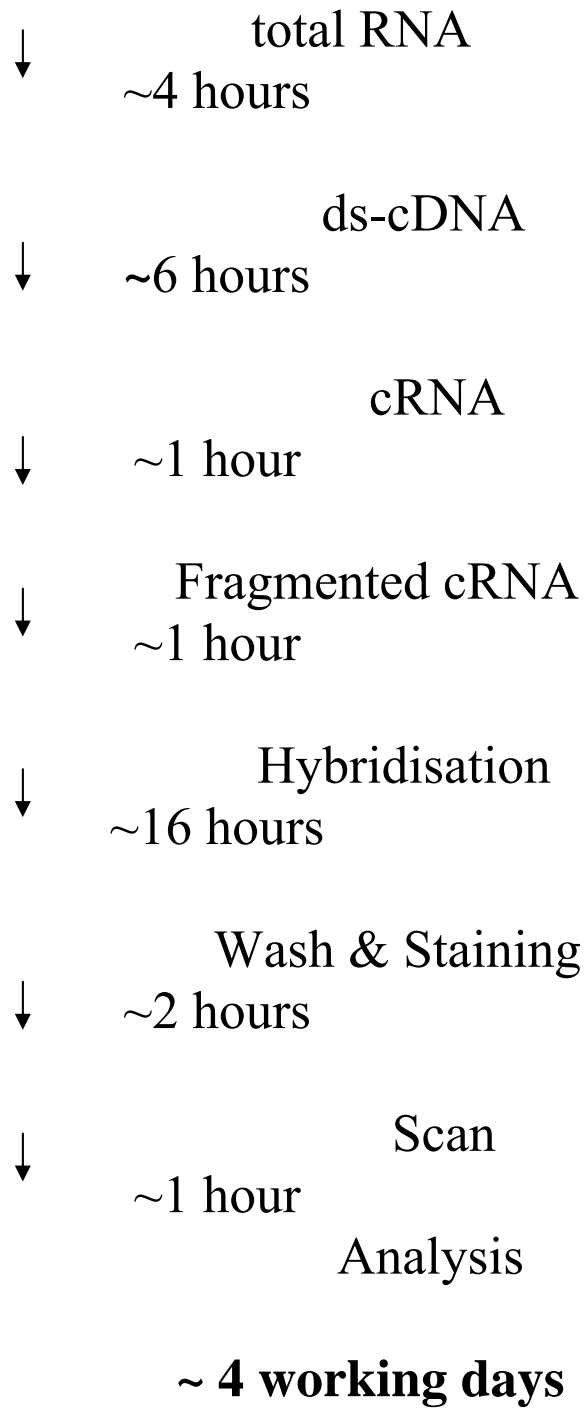 total RNA
~4 hours
ds-cDNA
~6 hours
cRNA
~1 hour
Fragmented cRNA
~1 hour
Hybridisation
~16 hours
Wash & Staining
~2 hours
Scan
~1 hour
Analysis
~ 4 working days